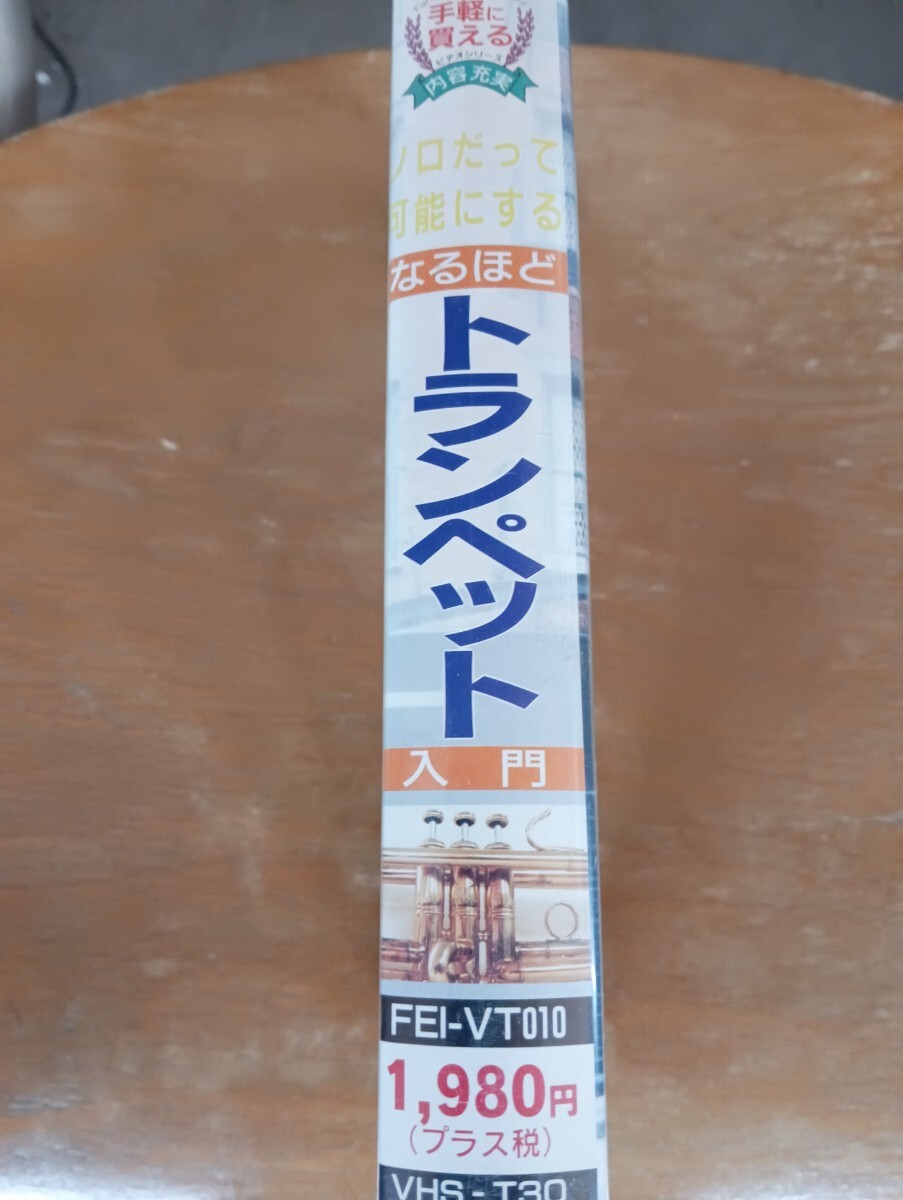 手軽に
買える
ビデオシリーズ
内容充実
ソロだって
可能にする
なるほど
トランペット
入門
FEI-VT010
1,980円
(プラス税)
VHS-T30